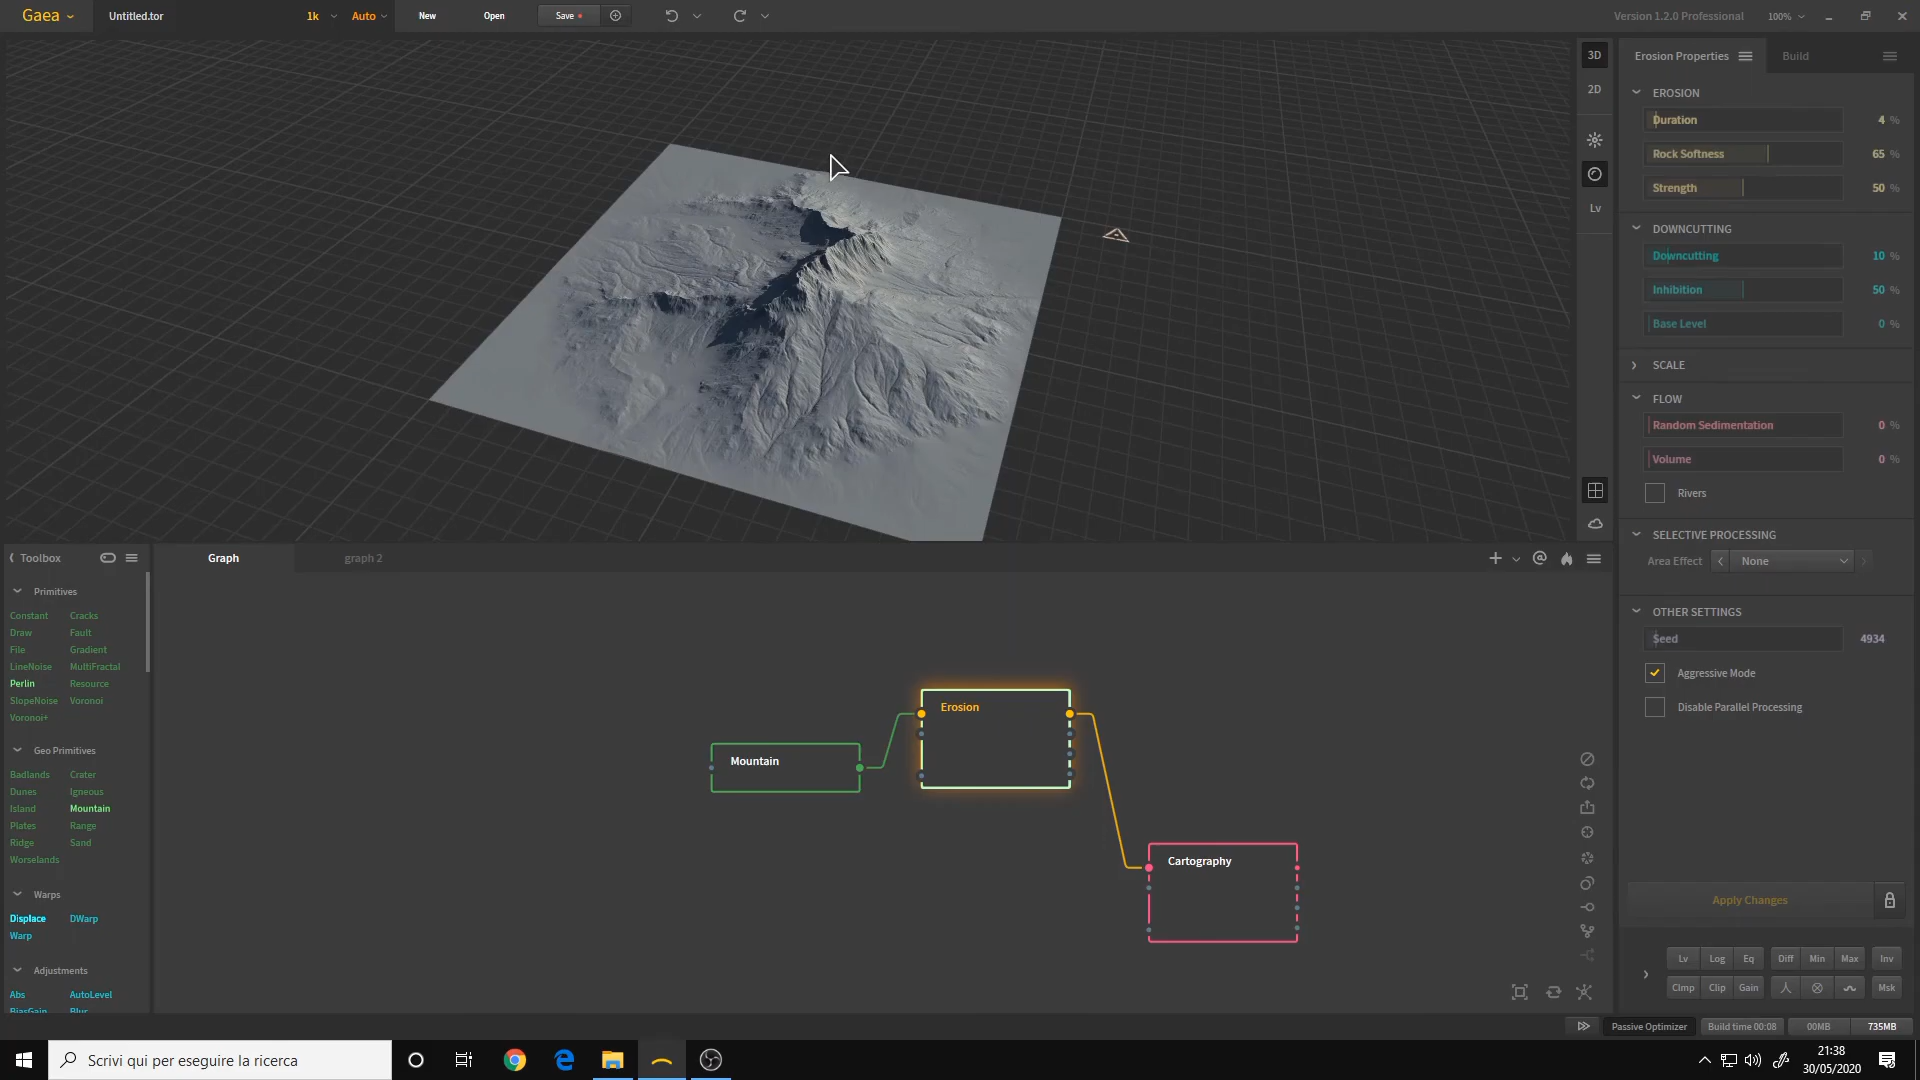 Gaea
Untitled.tor
1k
Auto
New
Open
Save
Version 1.2.0 Professional
100%
3D
2D
Lv
Erosion Properties
Build
EROSION
Duration 4 %
Rock Softness 65 %
Strength 50 %
DOWNCUTTING
Downcutting 10 %
Inhibition 50 %
Base Level 0 %
SCALE
FLOW
Random Sedimentation 0 %
Volume 0 %
Rivers
SELECTIVE PROCESSING
Area Effect None
OTHER SETTINGS
Seed 4934
Aggressive Mode
Disable Parallel Processing
Apply Changes
Lv Log Eq Diff Min Max Inv
Clmp Clip Gain Msk
Toolbox
Primitives
Constant Cracks
Draw Fault
File Gradient
LineNoise MultiFractal
Perlin Resource
SlopeNoise Voronoi
Voronoi+
Geo Primitives
Badlands Crater
Dunes Igneous
Island Mountain
Plates Range
Ridge Sand
Worselands
Warps
Displace DWarp
Warp
Adjustments
Abs AutoLevel
BiasGain Blur
Graph
graph 2
Mountain
Erosion
Cartography
Passive Optimizer
Build time 00:08
00MB
735MB
Scrivi qui per eseguire la ricerca
21:38
30/05/2020